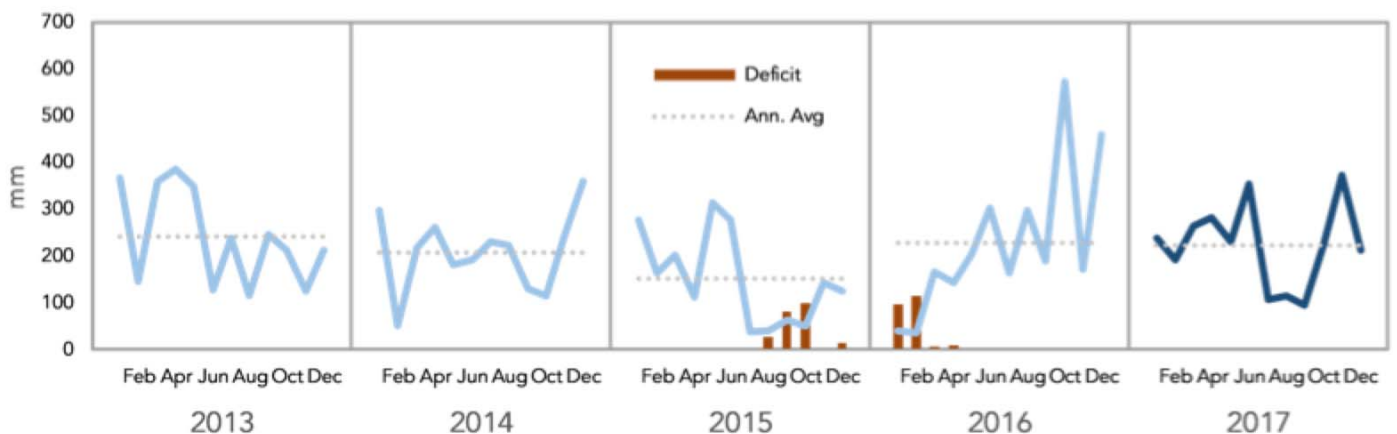 700
600
500
400
300
200
100
0
mm
Deficit
Ann. Avg
Feb Apr Jun Aug Oct Dec
Feb Apr Jun Aug Oct Dec
Feb Apr Jun Aug Oct Dec
Feb Apr Jun Aug Oct Dec
Feb Apr Jun Aug Oct Dec
2013
2014
2015
2016
2017